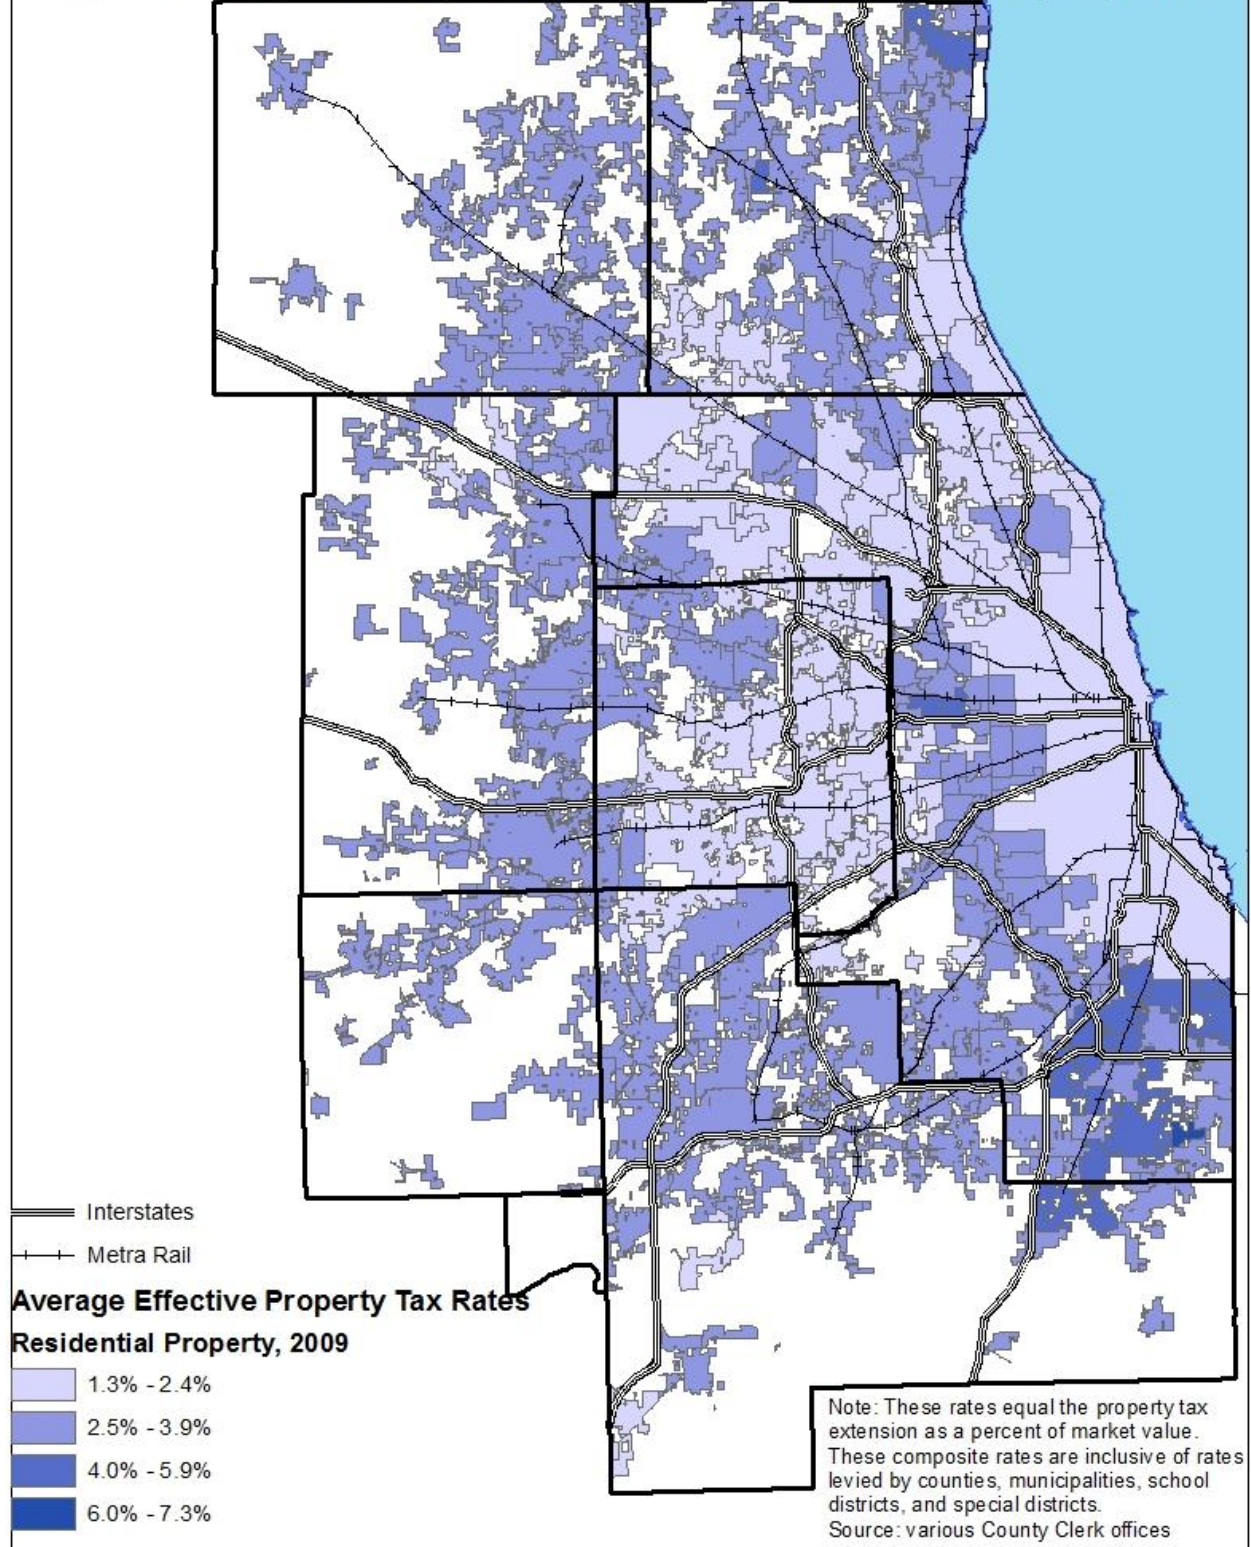 Interstates
Metra Rail
Average Effective Property Tax Rates
Residential Property, 2009
1.3% - 2.4%
2.5% - 3.9%
4.0% - 5.9%
6.0% - 7.3%
Note: These rates equal the property tax
extension as a percent of market value.
These composite rates are inclusive of rates
levied by counties, municipalities, school
districts, and special districts.
Source: various County Clerk offices